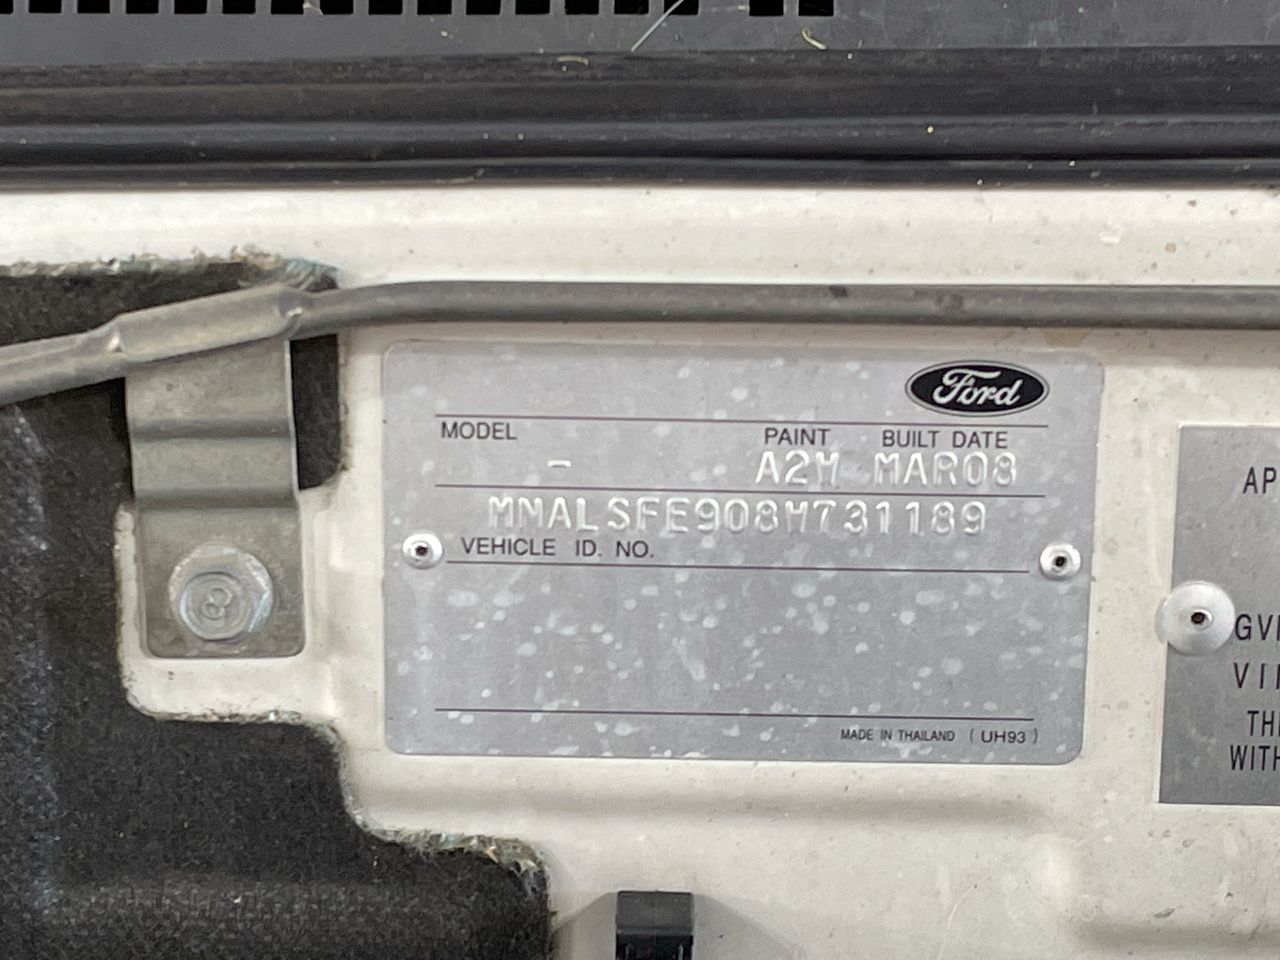 Ford
MODEL PAINT BUILT DATE
- A2M MAR08
MNALSFE908W731189
VEHICLE ID. NO.
MADE IN THAILAND (UH93)
8
AP
GV
VI
TH
WITH